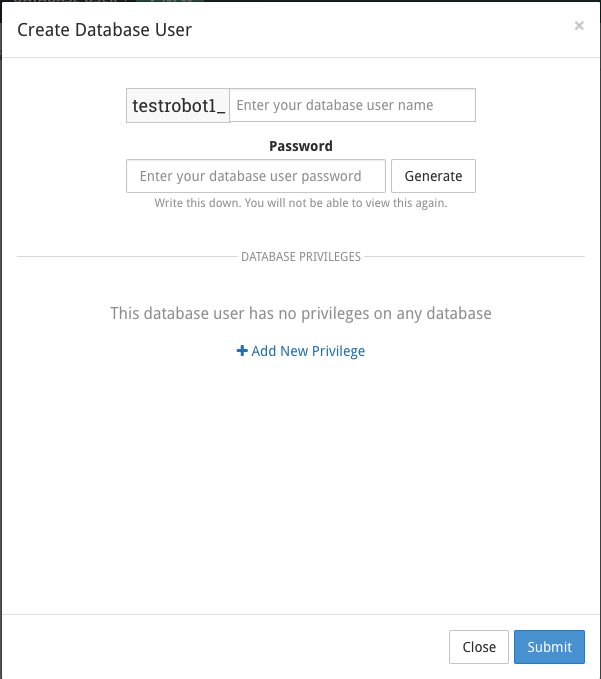 Create Database User
×
testrobot1_ Enter your database user name
Password
Enter your database user password Generate
Write this down. You will not be able to view this again.
DATABASE PRIVILEGES
This database user has no privileges on any database
+ Add New Privilege
Close Submit